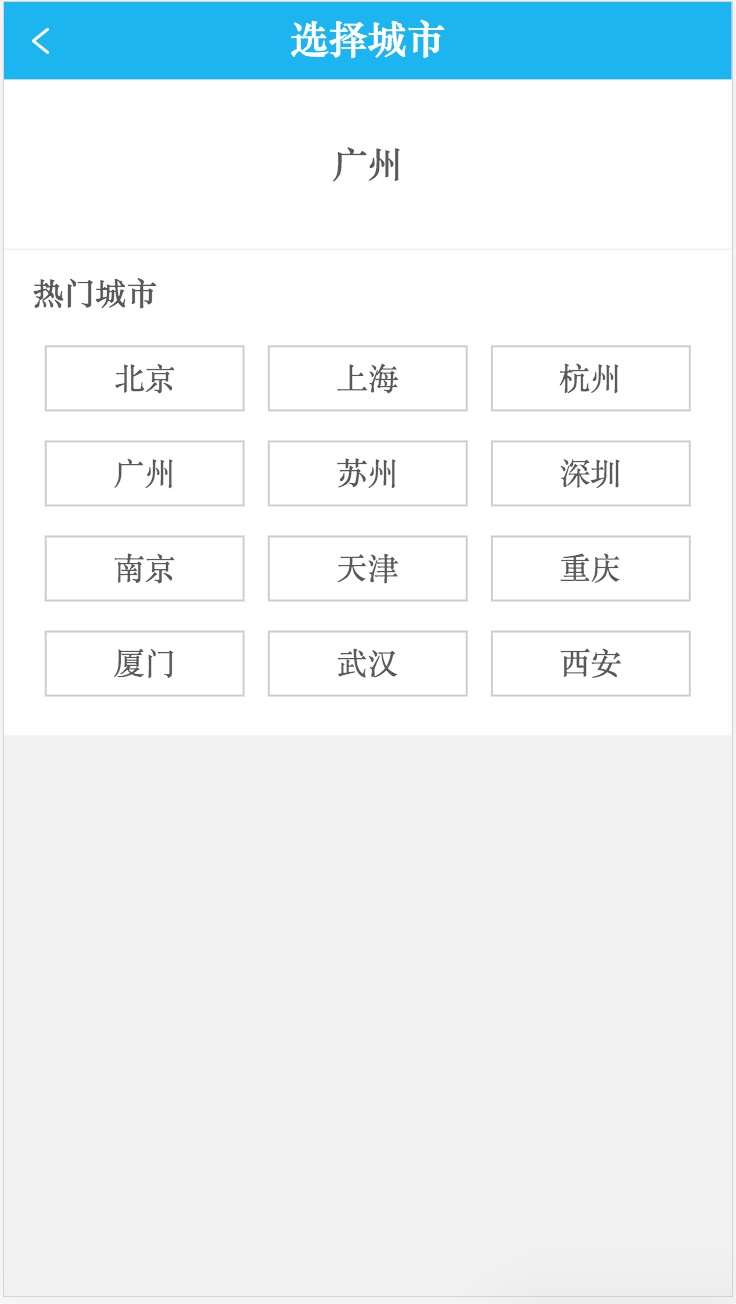 选择城市
广州
热门城市
北京 上海 杭州
广州 苏州 深圳
南京 天津 重庆
厦门 武汉 西安